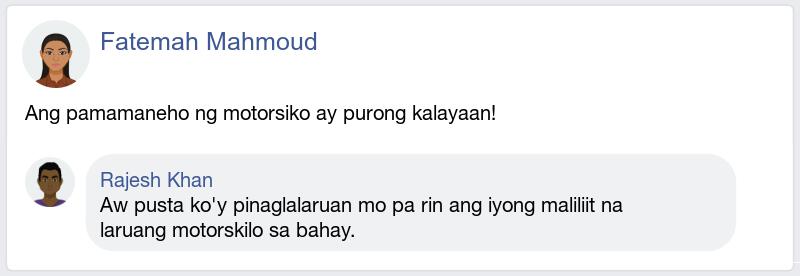 Fatemah Mahmoud
Ang pamamaneho ng motorsiko ay purong kalayaan!
Rajesh Khan
Aw pusta ko'y pinaglalaruan mo pa rin ang iyong maliliit na
laruang motorskilo sa bahay.